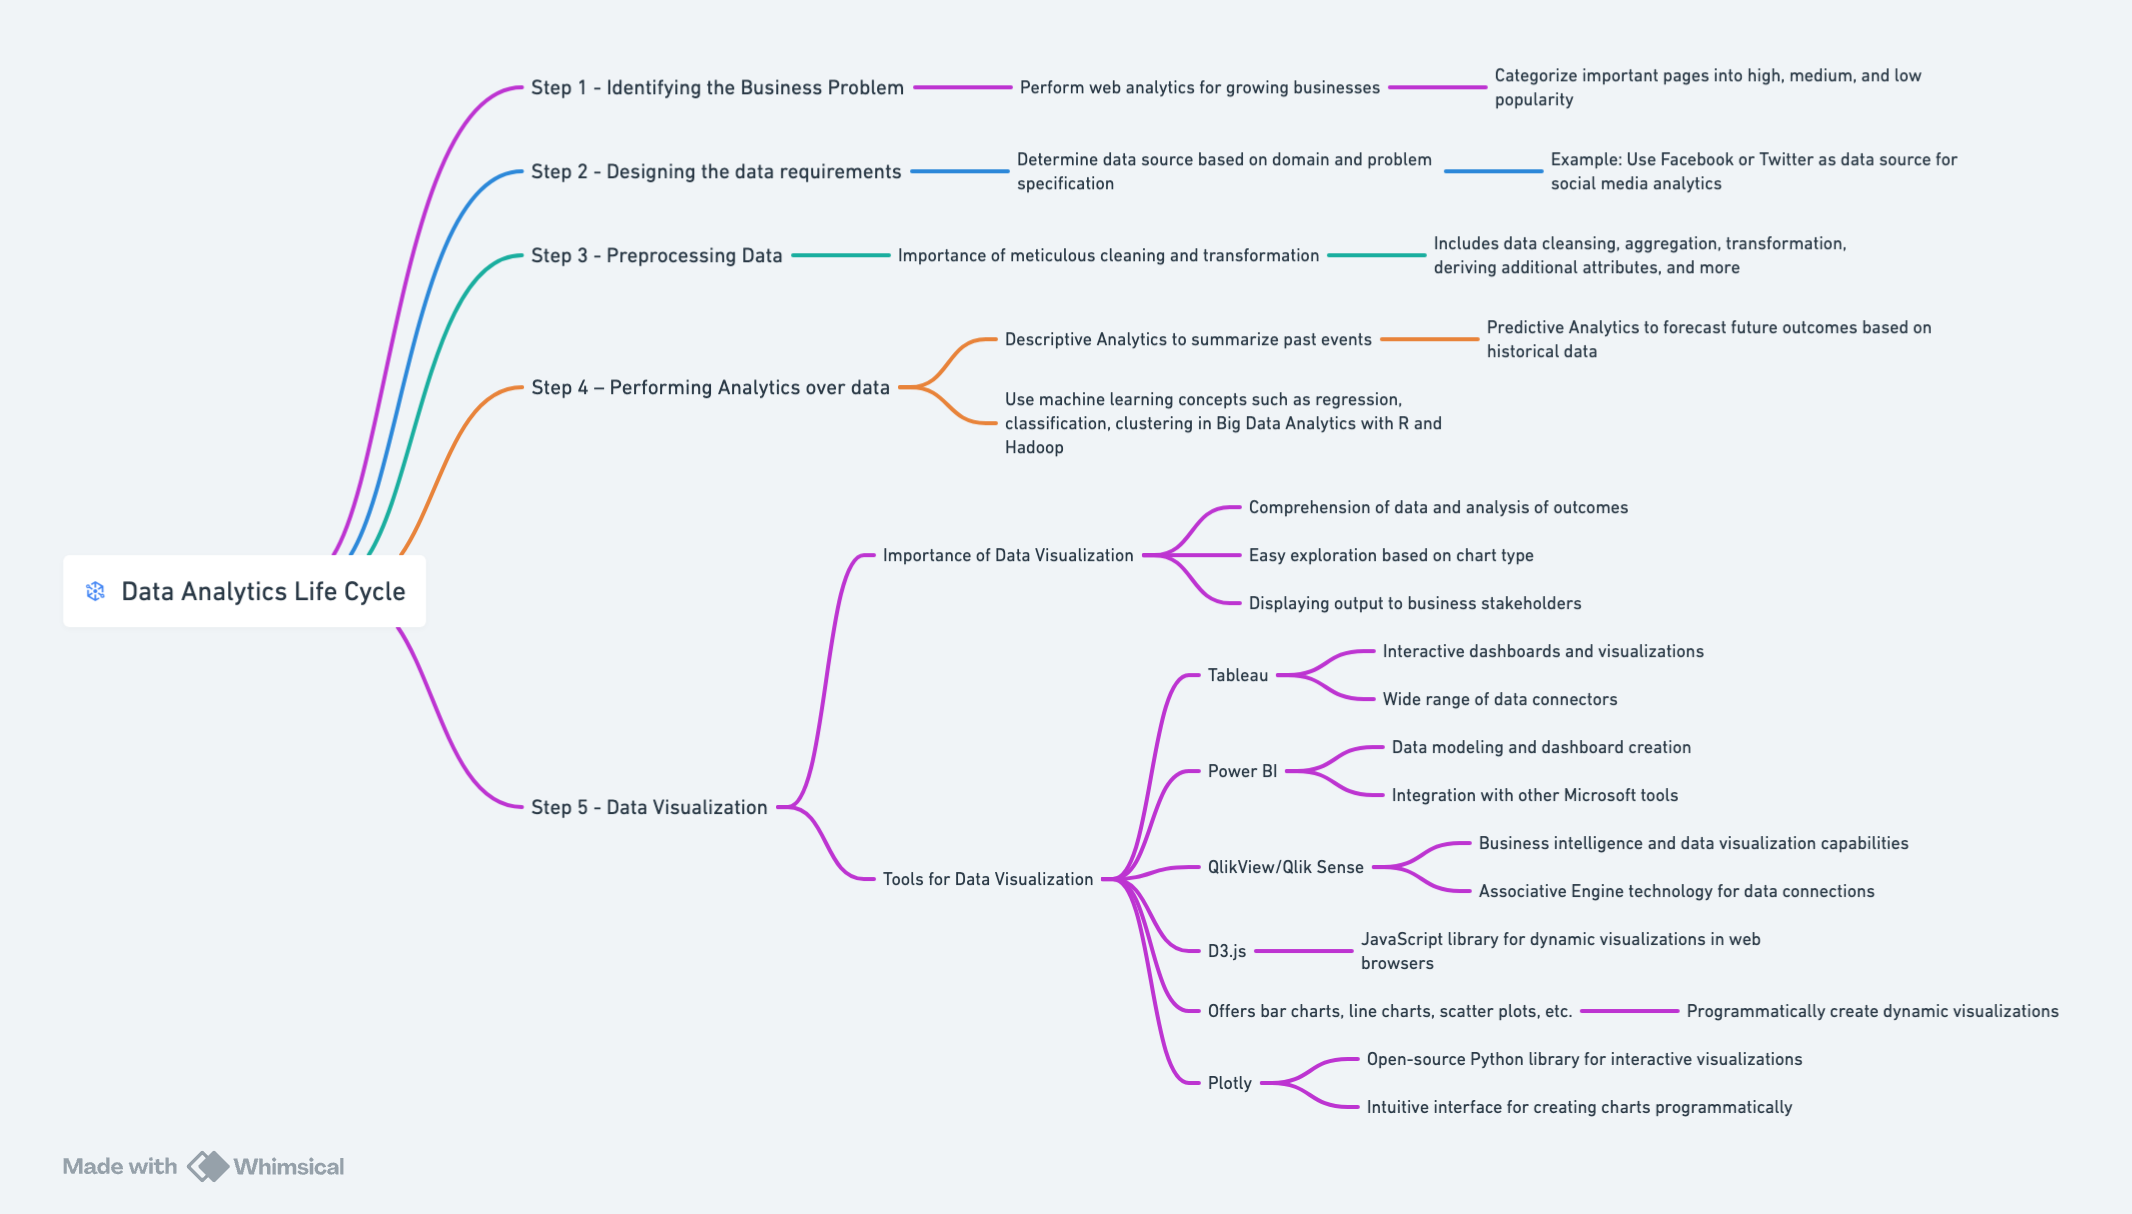 Step 1 - Identifying the Business Problem
Perform web analytics for growing businesses
Categorize important pages into high, medium, and low
popularity
Step 2 - Designing the data requirements
Determine data source based on domain and problem
specification
Example: Use Facebook or Twitter as data source for
social media analytics
Step 3 - Preprocessing Data
Importance of meticulous cleaning and transformation
Includes data cleansing, aggregation, transformation,
deriving additional attributes, and more
Step 4 – Performing Analytics over data
Descriptive Analytics to summarize past events
Predictive Analytics to forecast future outcomes based on
historical data
Use machine learning concepts such as regression,
classification, clustering in Big Data Analytics with R and
Hadoop
Data Analytics Life Cycle
Step 5 - Data Visualization
Importance of Data Visualization
Comprehension of data and analysis of outcomes
Easy exploration based on chart type
Displaying output to business stakeholders
Tools for Data Visualization
Tableau
Interactive dashboards and visualizations
Wide range of data connectors
Power BI
Data modeling and dashboard creation
Integration with other Microsoft tools
QlikView/Qlik Sense
Business intelligence and data visualization capabilities
Associative Engine technology for data connections
D3.js
JavaScript library for dynamic visualizations in web
browsers
Offers bar charts, line charts, scatter plots, etc.
Programmatically create dynamic visualizations
Plotly
Open-source Python library for interactive visualizations
Intuitive interface for creating charts programmatically
Made with Whimsical